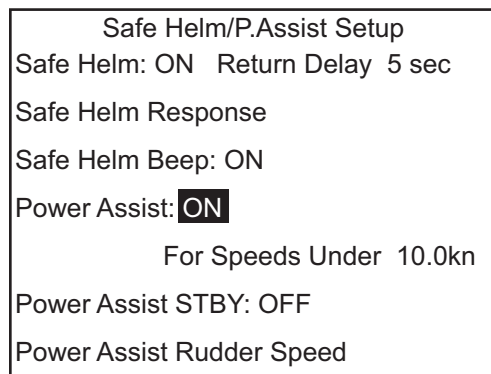 Safe Helm/P.Assist Setup
Safe Helm: ON Return Delay 5 sec
Safe Helm Response
Safe Helm Beep: ON
Power Assist: ON
For Speeds Under 10.0kn
Power Assist STBY: OFF
Power Assist Rudder Speed